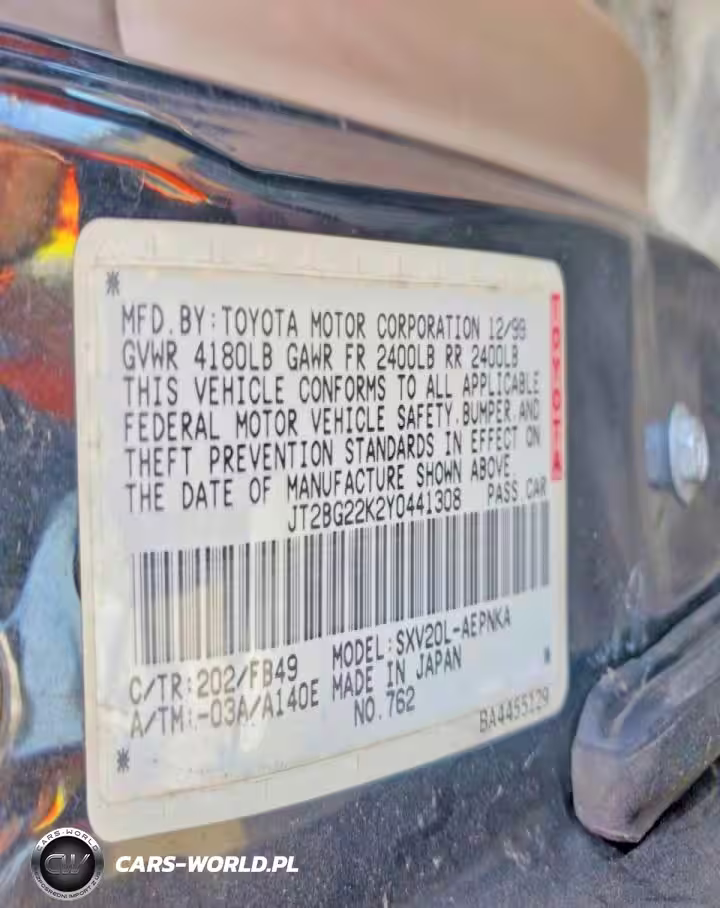 MFD.BY:TOYOTA MOTOR CORPORATION 12/99
GVWR 4180LB GAWR FR 2400LB RR 2400LB
THIS VEHICLE CONFORMS TO ALL APPLICABLE
FEDERAL MOTOR VEHICLE SAFETY,BUMPER,AND
THEFT PREVENTION STANDARDS IN EFFECT ON
THE DATE OF MANUFACTURE SHOWN ABOVE.
JT2BG22K2Y0441308 PASS.CAR
TOYOTA
C/TR:202/FB49 MODEL:SXV20L-AEPNKA
A/TM:-03A/A140E MADE IN JAPAN
NO.762
BA4455129
CARS-WORLD
CW
CARS-WORLD.PL